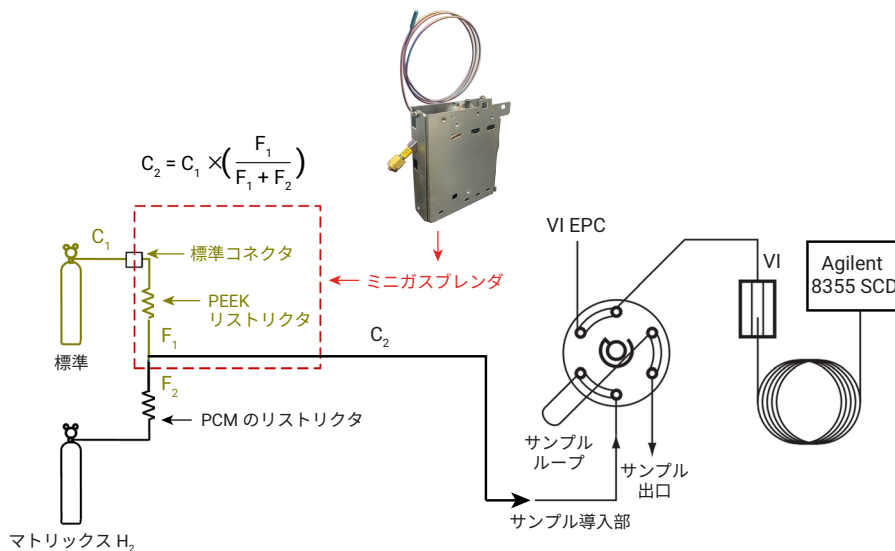 C₂ = C₁ ×(F₁ / F₁ + F₂)
C₁
標準コネクタ
PEEK
リストリクタ
F₁
標準
F₂
PCM のリストリクタ
マトリックス H₂
ミニガスブレンダ
C₂
VI EPC
VI
Agilent
8355 SCD
サンプル
ループ
サンプル
出口
サンプル導入部